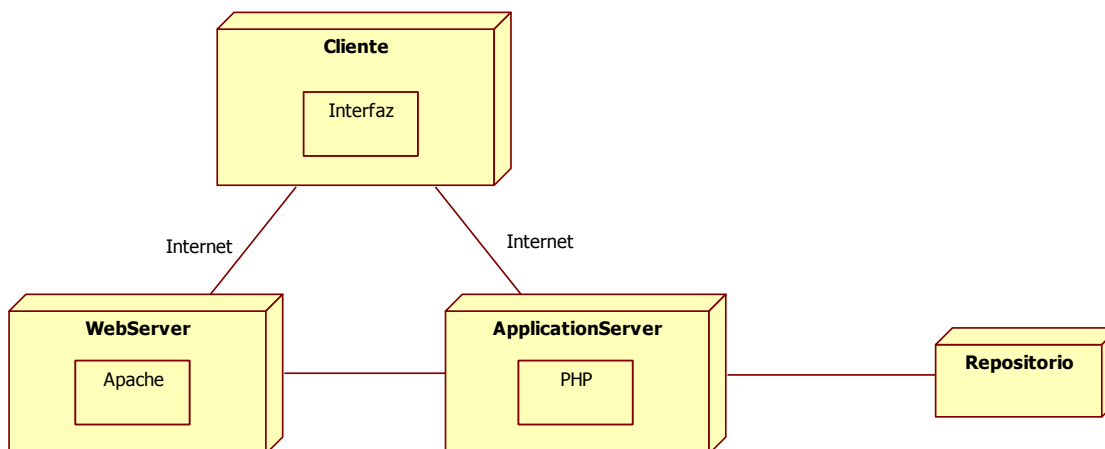 Cliente
Interfaz
Internet
Internet
WebServer
ApplicationServer
Apache
PHP
Repositorio